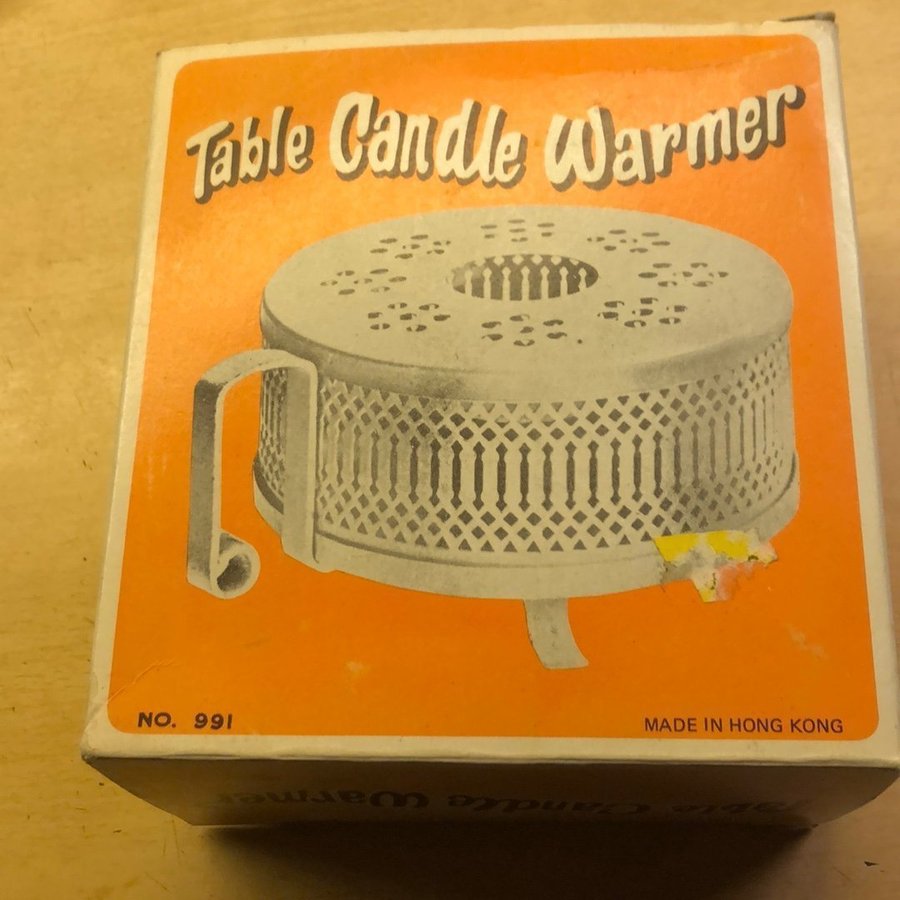 Table Candle Warmer
NO. 991
MADE IN HONG KONG
Table Candle Warmer